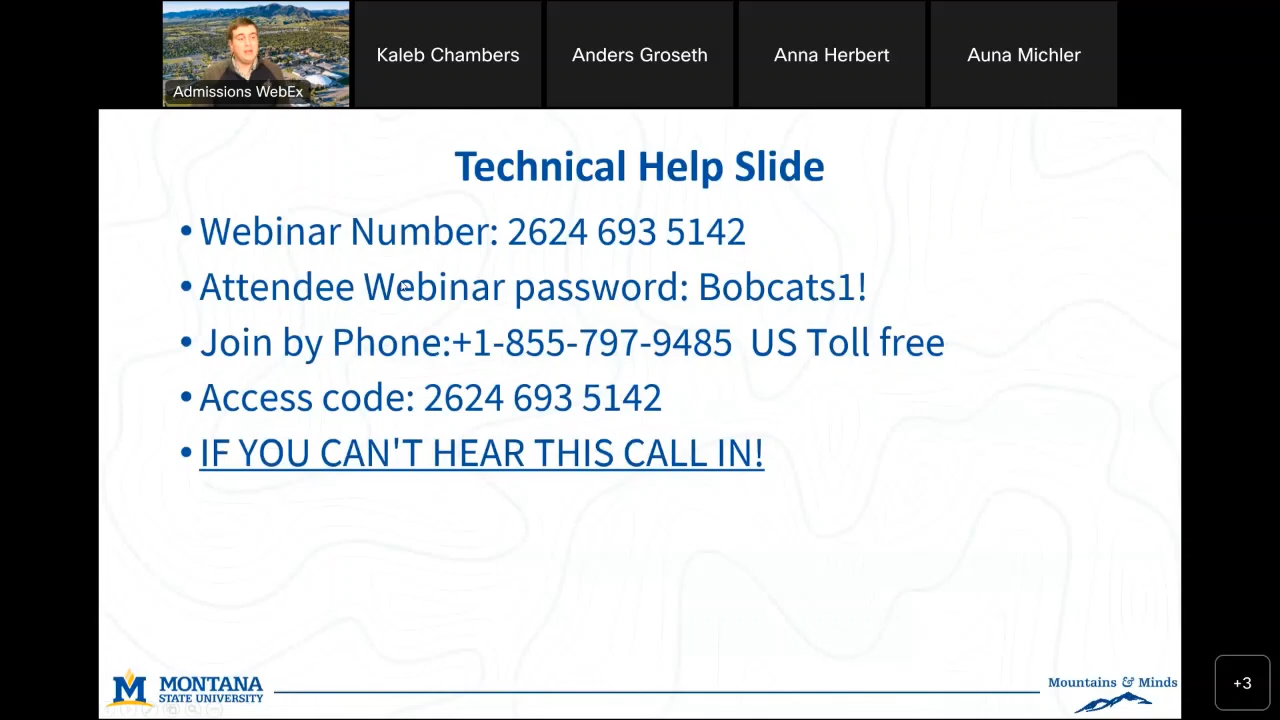 Kaleb Chambers
Anders Groseth
Anna Herbert
Auna Michler
Admissions WebEx
Technical Help Slide
• Webinar Number: 2624 693 5142
• Attendee Webinar password: Bobcats1!
• Join by Phone:+1-855-797-9485 US Toll free
• Access code: 2624 693 5142
• IF YOU CAN'T HEAR THIS CALL IN!
M MONTANA
STATE UNIVERSITY
Mountains & Minds
+3